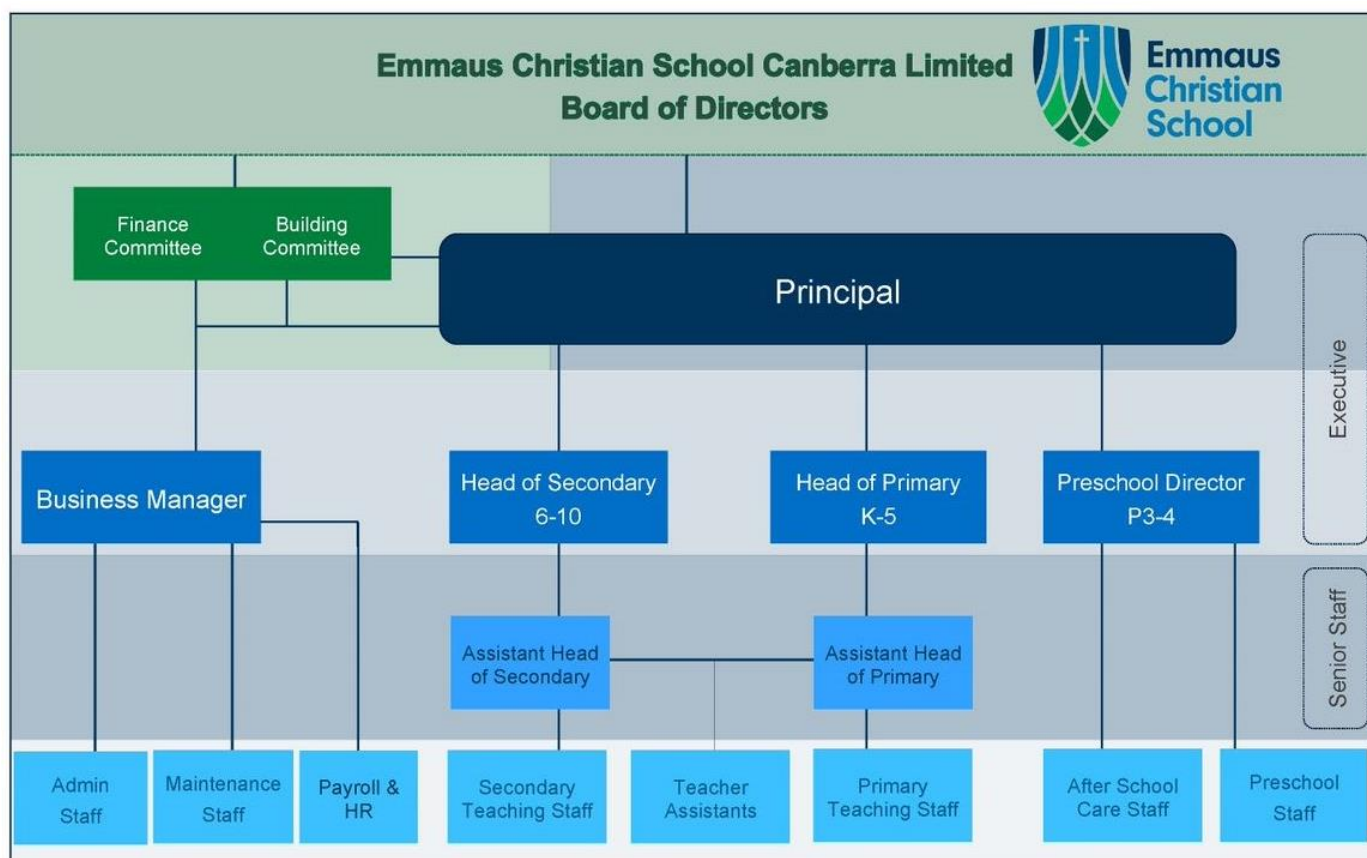 Emmaus Christian School Canberra Limited
Board of Directors
Emmaus
Christian
School
Finance
Committee
Building
Committee
Principal
Executive
Business Manager
Head of Secondary
6-10
Head of Primary
K-5
Preschool Director
P3-4
Senior Staff
Assistant Head
of Secondary
Assistant Head
of Primary
Admin
Staff
Maintenance
Staff
Payroll &
HR
Secondary
Teaching Staff
Teacher
Assistants
Primary
Teaching Staff
After School
Care Staff
Preschool
Staff